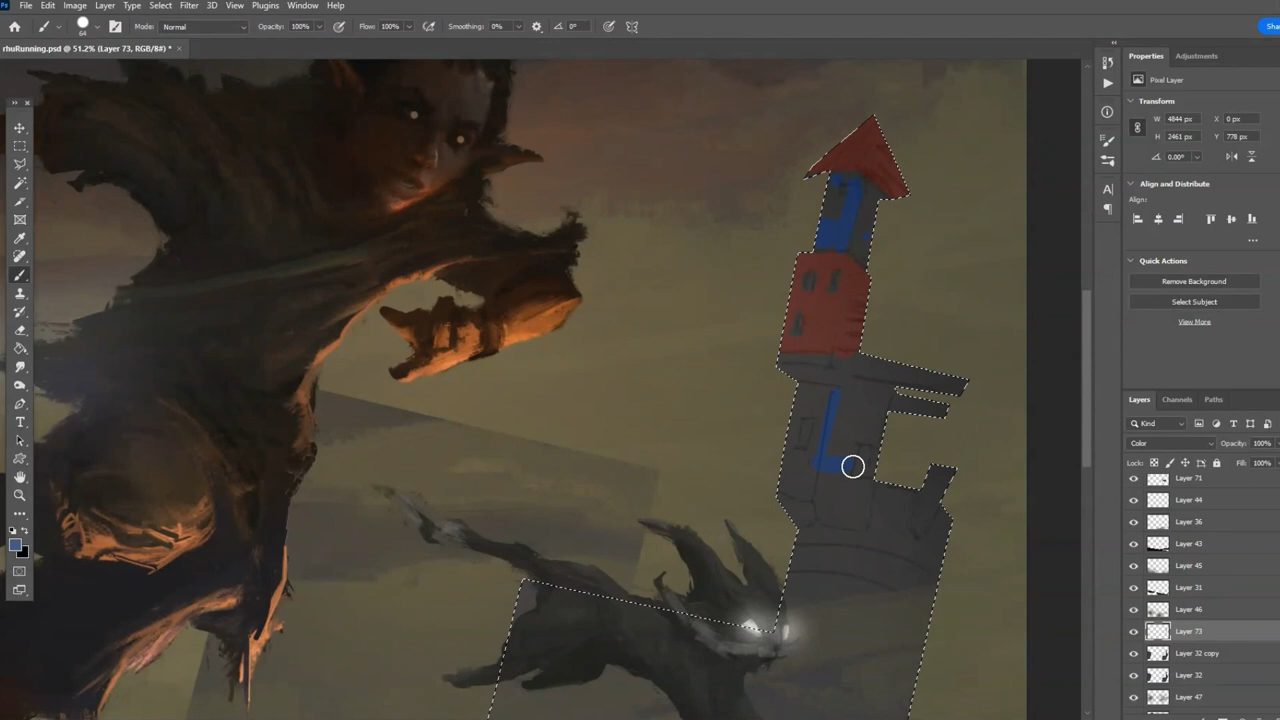 Ps File Edit Image Layer Type Select Filter 3D View Plugins Window Help
64 Mode: Normal Opacity: 100% Flow: 100% Smoothing: 0% 0° Sha
rhuRunning.psd @ 51.2% (Layer 73, RGB/8#) *
Properties Adjustments
Pixel Layer
Transform
W 4844 px X 0 px
H 2461 px Y 778 px
0.00°
Align and Distribute
Align:
Quick Actions
Remove Background
Select Subject
View More
Layers Channels Paths
Kind
Color Opacity: 100%
Lock: Fill: 100%
Layer 71
Layer 44
Layer 36
Layer 43
Layer 45
Layer 31
Layer 46
Layer 73
Layer 32 copy
Layer 32
Layer 47